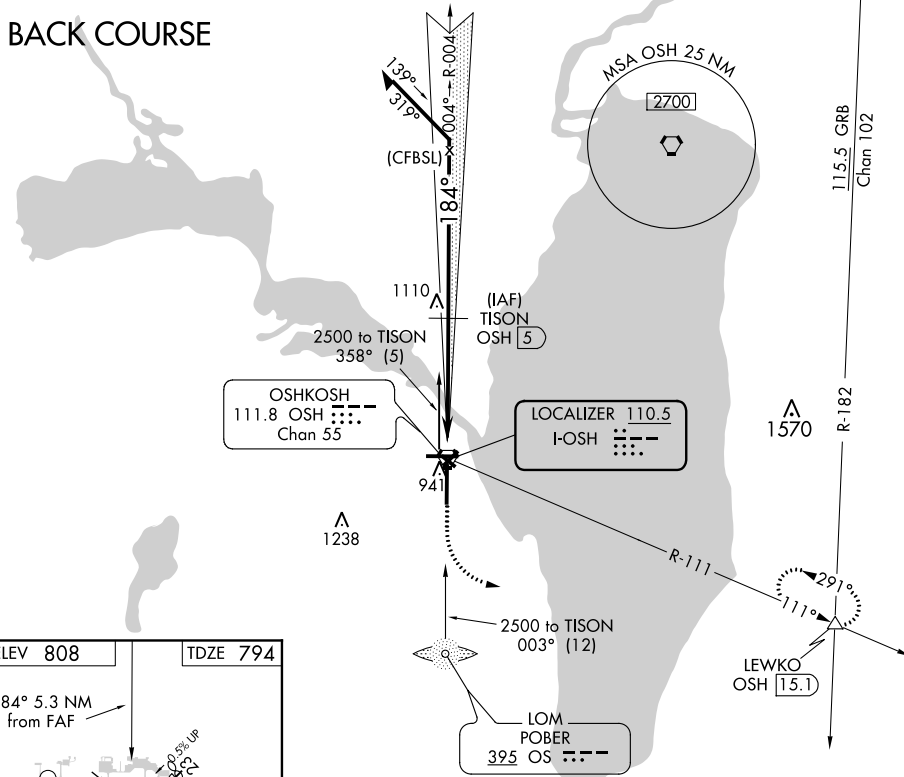 BACK COURSE
MSA OSH 25 NM
2700
115.5 GRB
Chan 102
R-182
139°
319°
004°
R-004
(CFBSL)
184°
1110
(IAF)
TISON
OSH 5
2500 to TISON
358° (5)
OSHKOSH
111.8 OSH
Chan 55
LOCALIZER 110.5
I-OSH
1570
941
1238
R-111
291°
111°
2500 to TISON
003° (12)
LEWKO
OSH 15.1
LOM
POBER
395 OS
LEV 808
TDZE 794
84° 5.3 NM
from FAF
0.5% UP
23